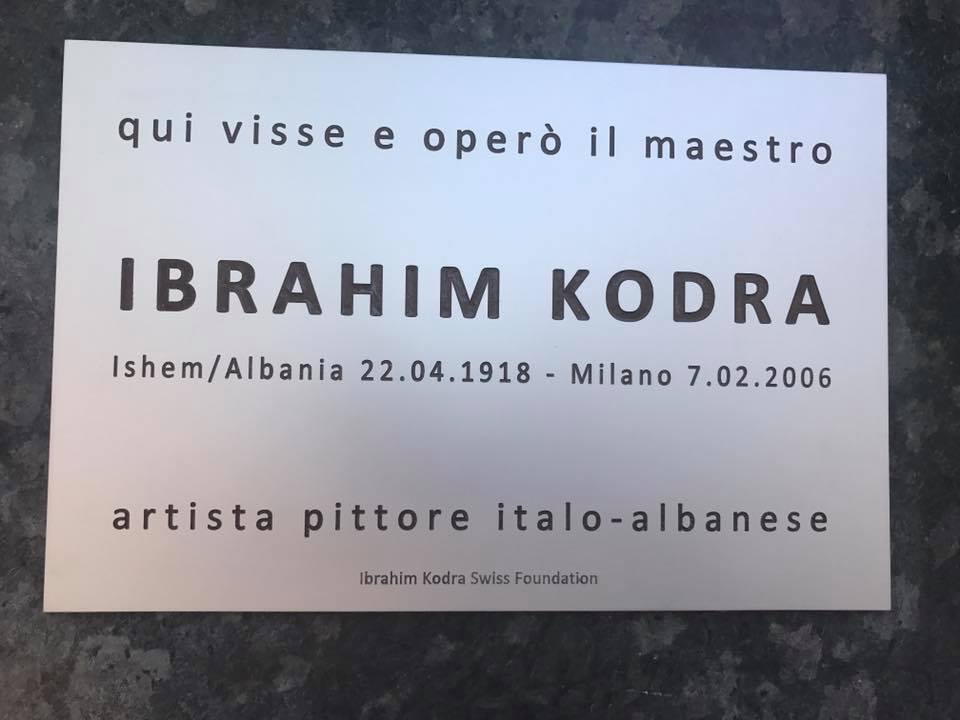 qui visse e operò il maestro
IBRAHIM KODRA
Ishem/Albania 22.04.1918 - Milano 7.02.2006
artista pittore italo-albanese
Ibrahim Kodra Swiss Foundation